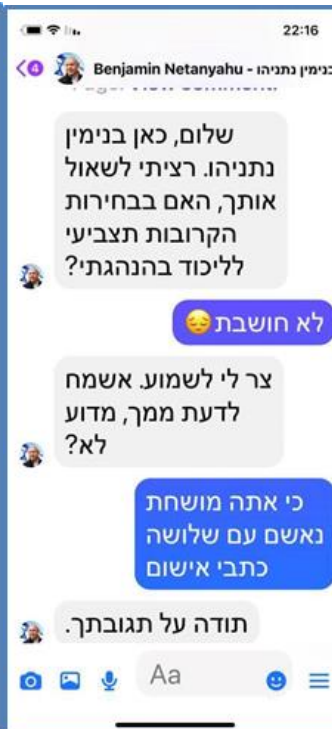 22:16
4
Benjamin Netanyahu - בנימין נתניהו
שלום, כאן בנימין
נתניהו. רציתי לשאול
אותך, האם בבחירות
הקרובות תצביעי
לליכוד בהנהגתי?
לא חושבת😔
צר לי לשמוע. אשמח
לדעת ממך, מדוע
לא?
כי אתה מושחת
נאשם עם שלושה
כתבי אישום
תודה על תגובתך.
Aa